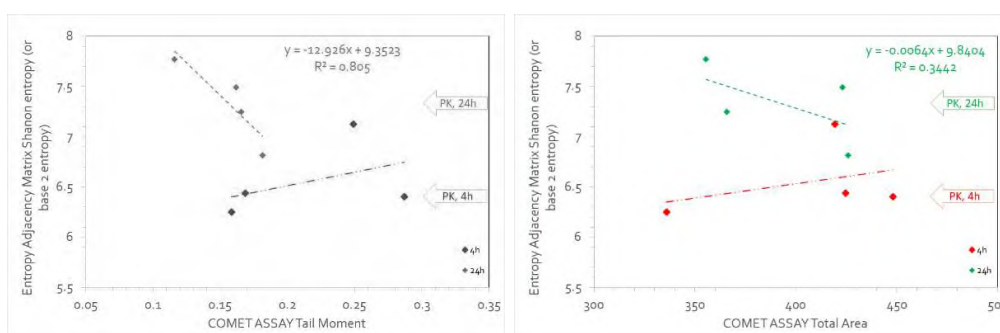 Entropy Adjacency Matrix Shanon entropy (or
base 2 entropy)
8
7.5
7
6.5
6
5.5
y = -12.926x + 9.3523
R² = 0.805
PK, 24h
PK, 4h
4h
24h
0.05
0.1
0.15
0.2
0.25
0.3
0.35
COMET ASSAY Tail Moment
Entropy Adjacency Matrix Shanon entropy (or
base 2 entropy)
8
7.5
7
6.5
6
5.5
y = -0.0064x + 9.8404
R² = 0.3442
PK, 24h
PK, 4h
4h
24h
300
350
400
450
COMET ASSAY Total Area